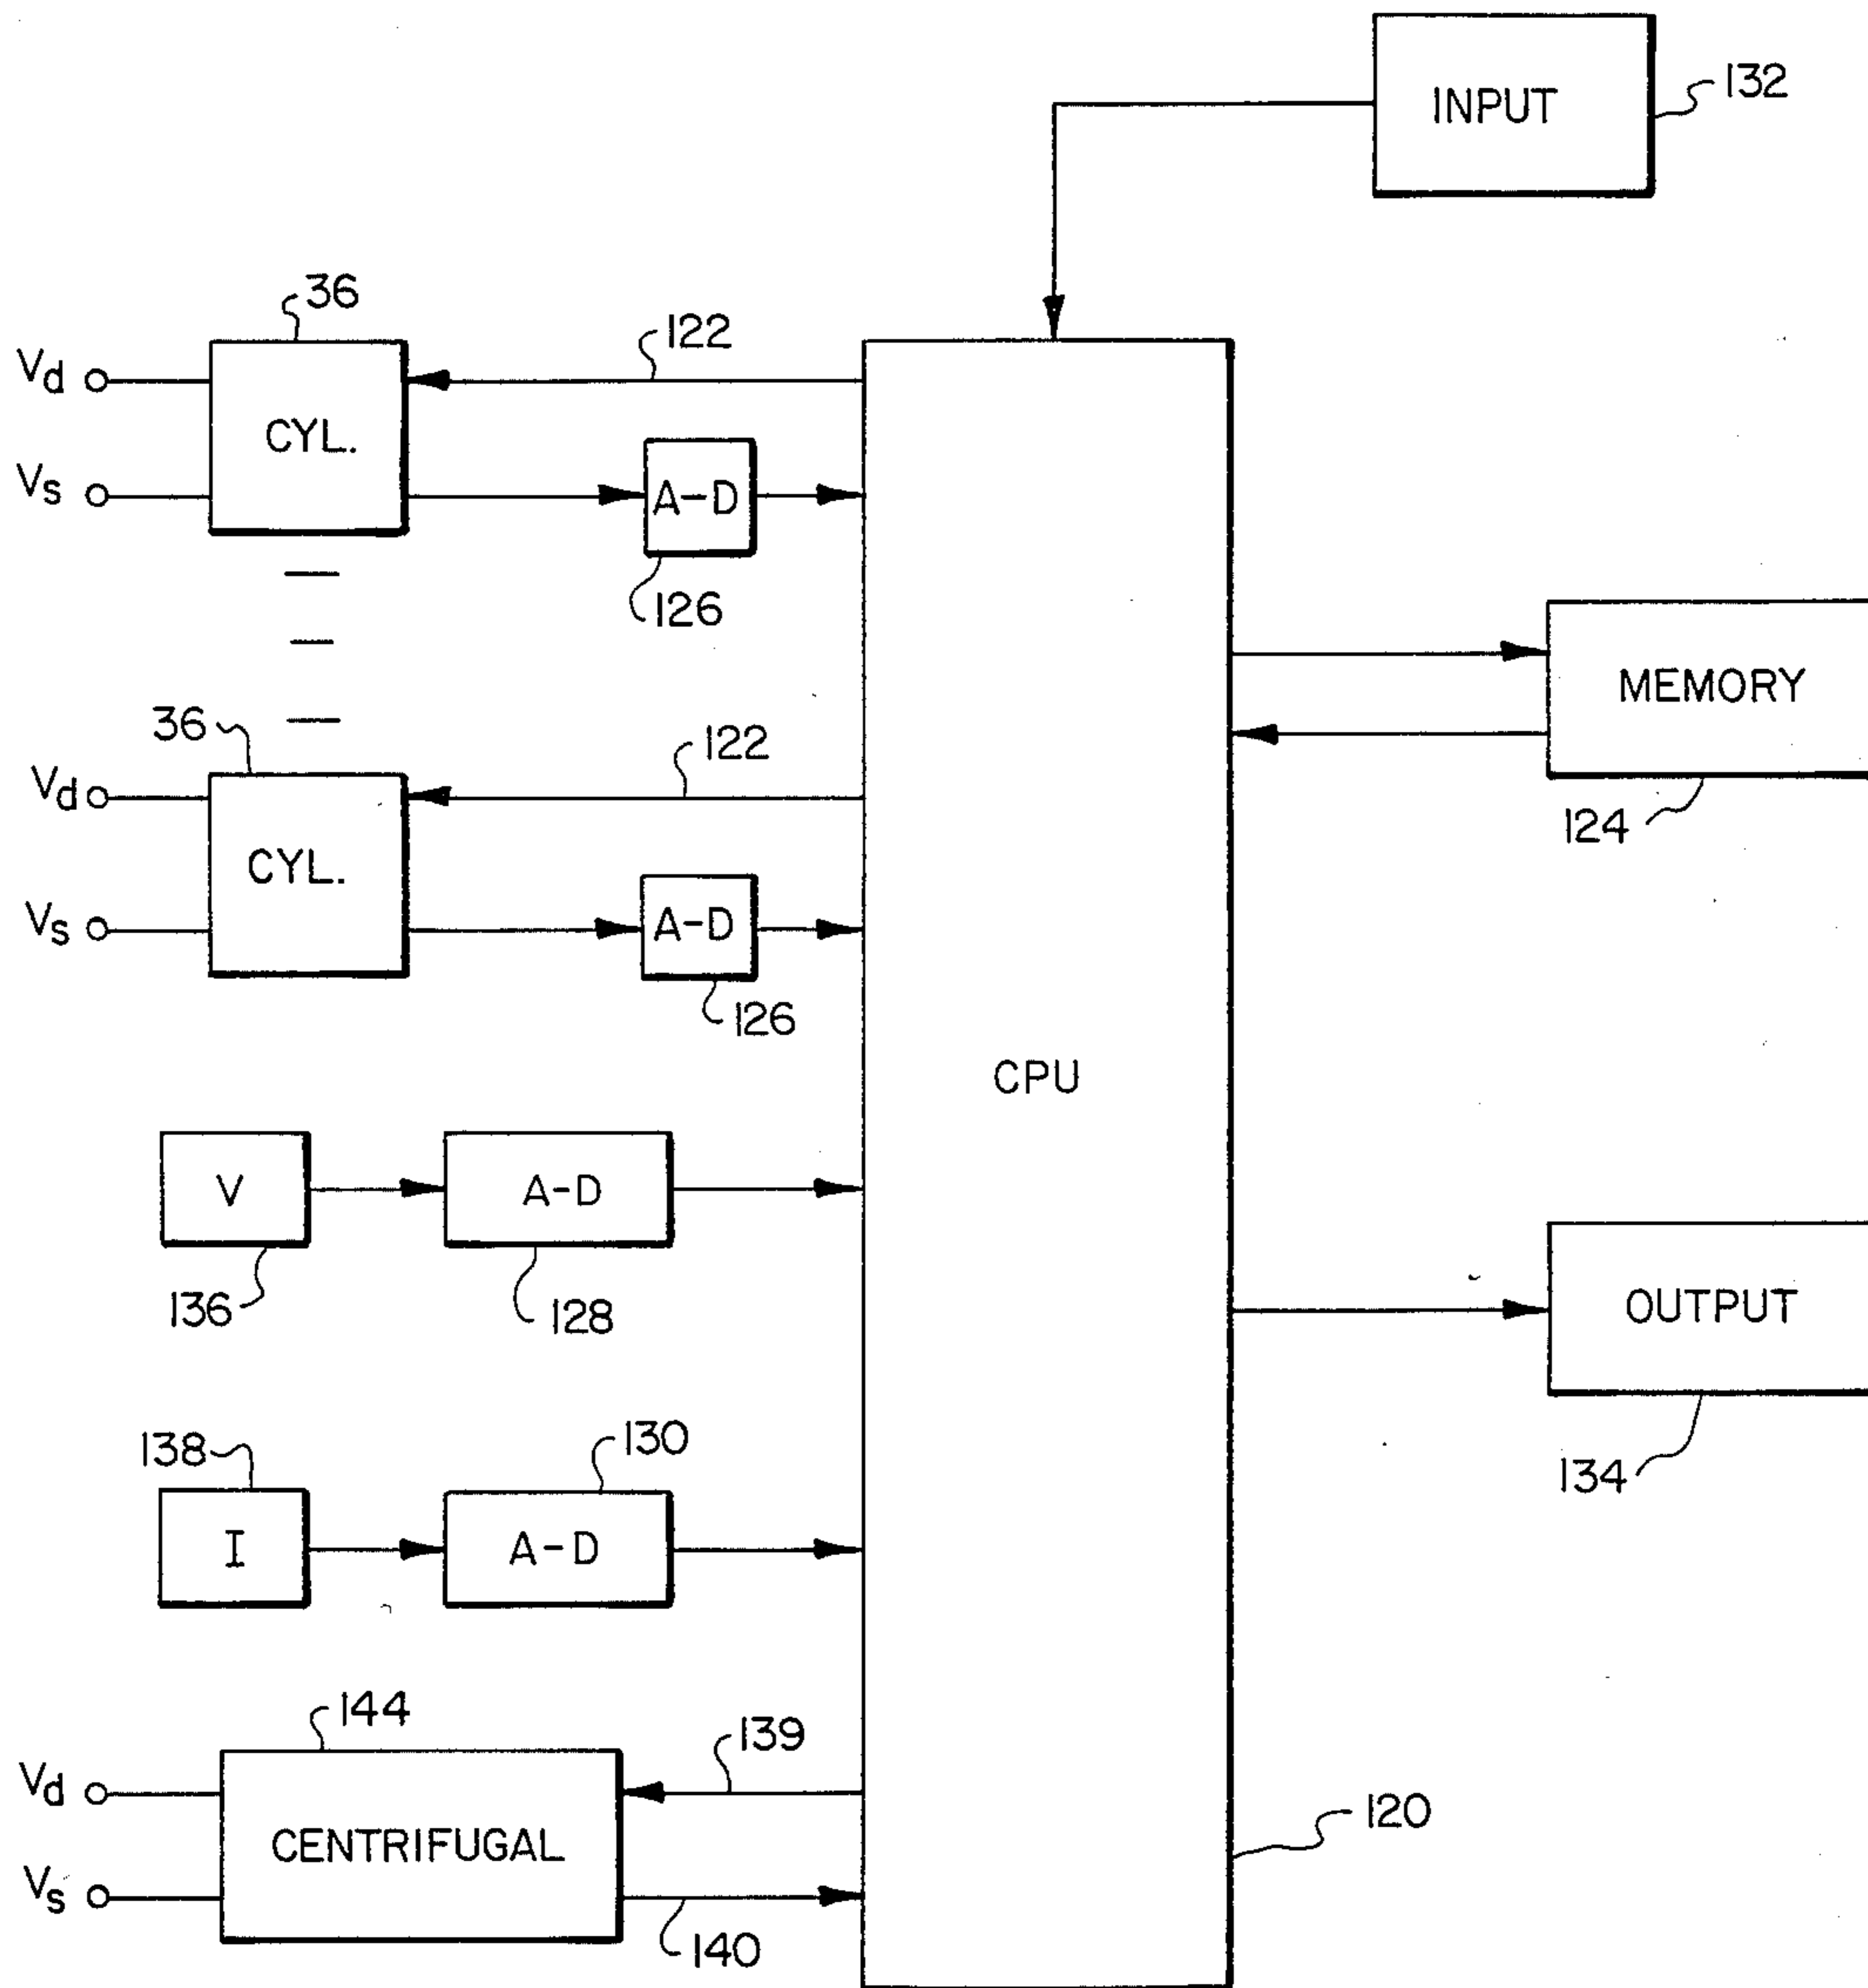 INPUT
132
36
122
Vd
CYL.
Vs
A-D
126
MEMORY
124
36
122
Vd
CYL.
Vs
A-D
126
CPU
V
A-D
136
128
OUTPUT
134
138
130
I
A-D
144
139
Vd
CENTRIFUGAL
120
Vs
140